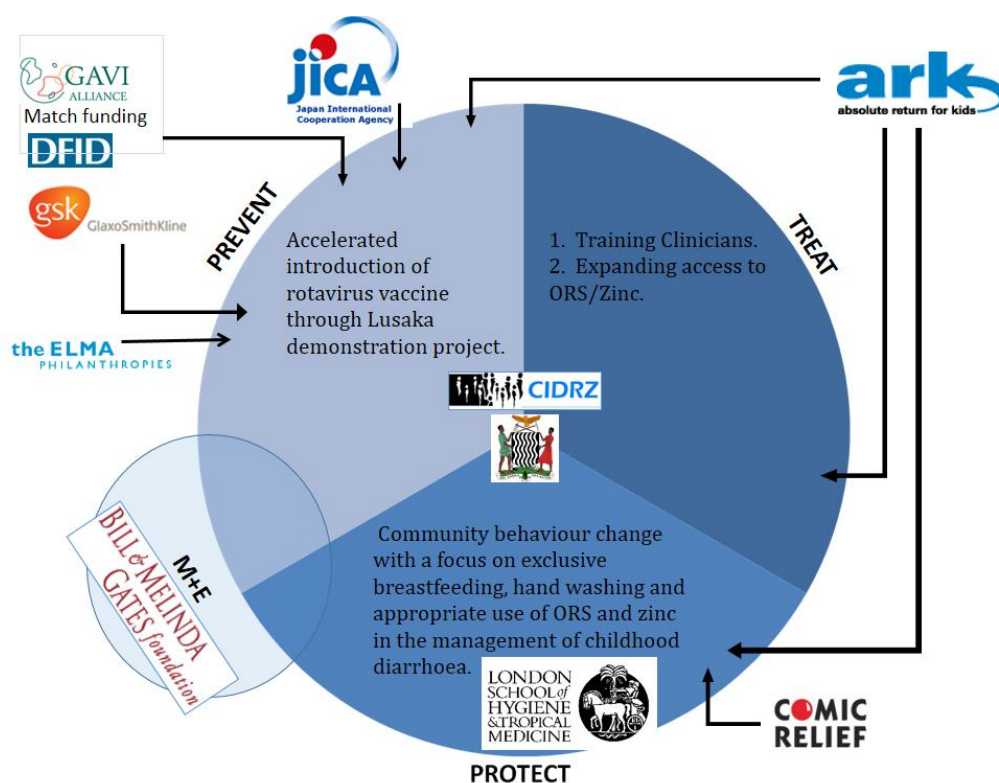 GAVI
ALLIANCE
Match funding
DFID
jICA
Japan International
Cooperation Agency
ark
absolute return for kids
gsk
GlaxoSmithKline
the ELMA
PHILANTHROPIES
PREVENT
Accelerated
introduction of
rotavirus vaccine
through Lusaka
demonstration project.
TREAT
1. Training Clinicians.
2. Expanding access to
ORS/Zinc.
CIDRZ
BILL & MELINDA
GATES foundation
M+E
Community behaviour change
with a focus on exclusive
breastfeeding, hand washing and
appropriate use of ORS and zinc
in the management of childhood
diarrhoea.
LONDON
SCHOOL of
HYGIENE
& TROPICAL
MEDICINE
COMIC
RELIEF
PROTECT